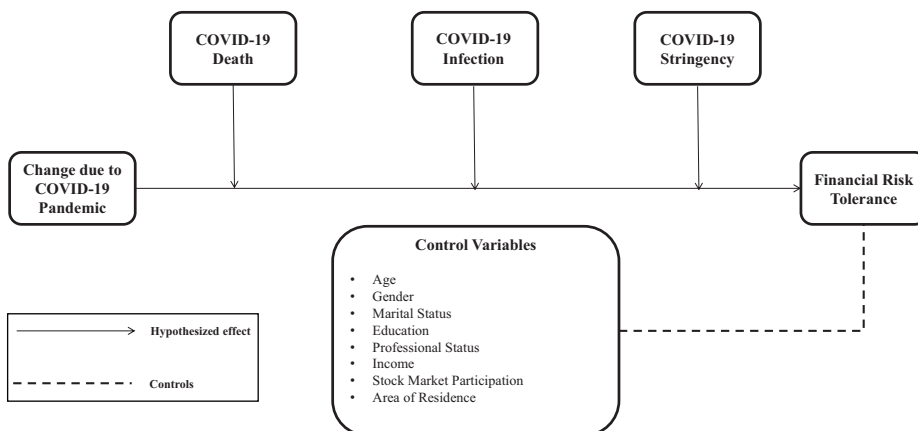 COVID-19
Death
COVID-19
Infection
COVID-19
Stringency
Change due to
COVID-19
Pandemic
Financial Risk
Tolerance
Control Variables
• Age
• Gender
• Marital Status
• Education
• Professional Status
• Income
• Stock Market Participation
• Area of Residence
Hypothesized effect
Controls